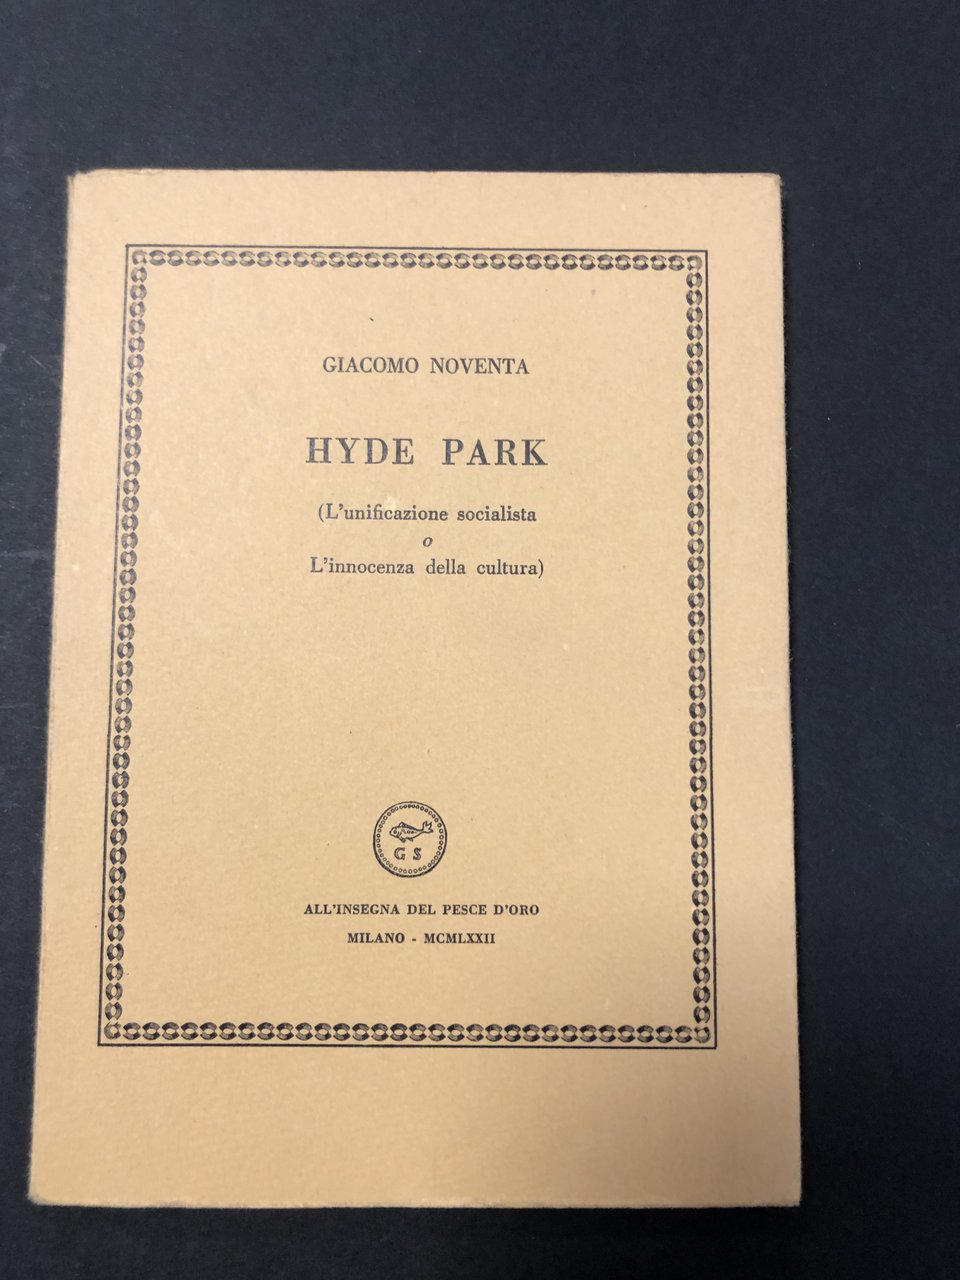 GIACOMO NOVENTA
HYDE PARK
(L'unificazione socialista
o
L'innocenza della cultura)
G S
ALL'INSEGNA DEL PESCE D'ORO
MILANO - MCMLXXII